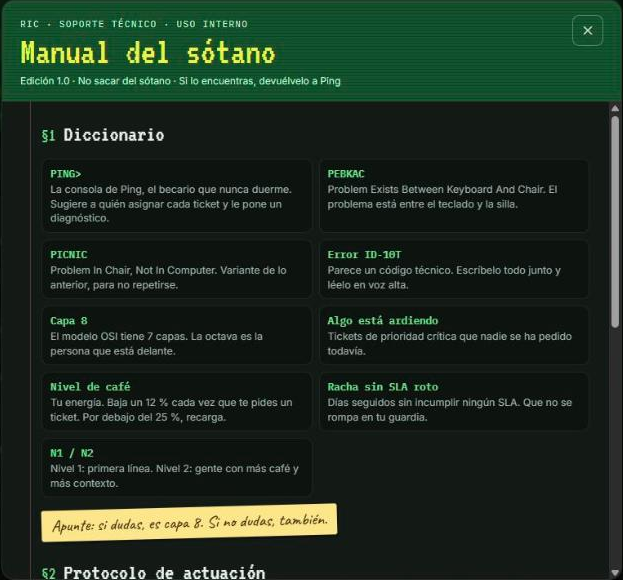 RIC · SOPORTE TÉCNICO · USO INTERNO
Manual del sótano
Edición 1.0 · No sacar del sótano · Si lo encuentras, devuélvelo a Ping
§1 Diccionario
PING>
La consola de Ping, el becario que nunca duerme.
Sugiere a quién asignar cada ticket y le pone un
diagnóstico.
PEBKAC
Problem Exists Between Keyboard And Chair. El
problema está entre el teclado y la silla.
PICNIC
Problem In Chair, Not In Computer. Variante de lo
anterior, para no repetirse.
Error ID-10T
Parece un código técnico. Escríbelo todo junto y
léelo en voz alta.
Capa 8
El modelo OSI tiene 7 capas. La octava es la
persona que está delante.
Algo está ardiendo
Tickets de prioridad crítica que nadie se ha pedido
todavía.
Nivel de café
Tu energía. Baja un 12 % cada vez que te pides un
ticket. Por debajo del 25 %, recarga.
Racha sin SLA roto
Días seguidos sin incumplir ningún SLA. Que no se
rompa en tu guardia.
N1 / N2
Nivel 1: primera línea. Nivel 2: gente con más café y
más contexto.
Apunte: si dudas, es capa 8. Si no dudas, también.
§2 Protocolo de actuación